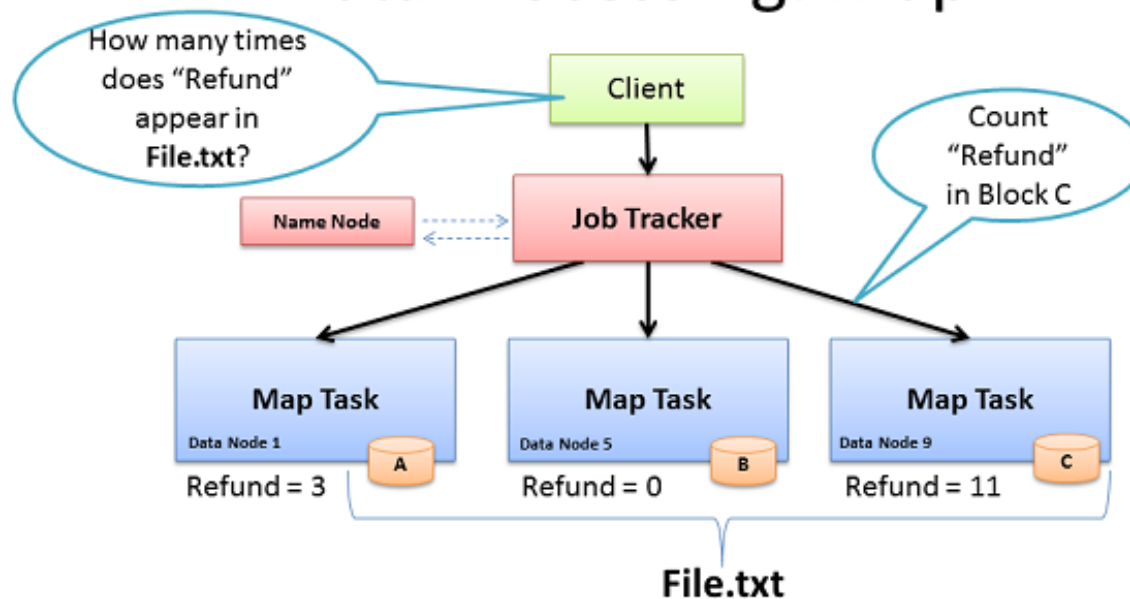 How many times
does “Refund”
appear in
File.txt?
Client
Count
“Refund”
in Block C
Name Node
Job Tracker
Map Task
Data Node 1
A
Refund = 3
Map Task
Data Node 5
B
Refund = 0
Map Task
Data Node 9
C
Refund = 11
File.txt